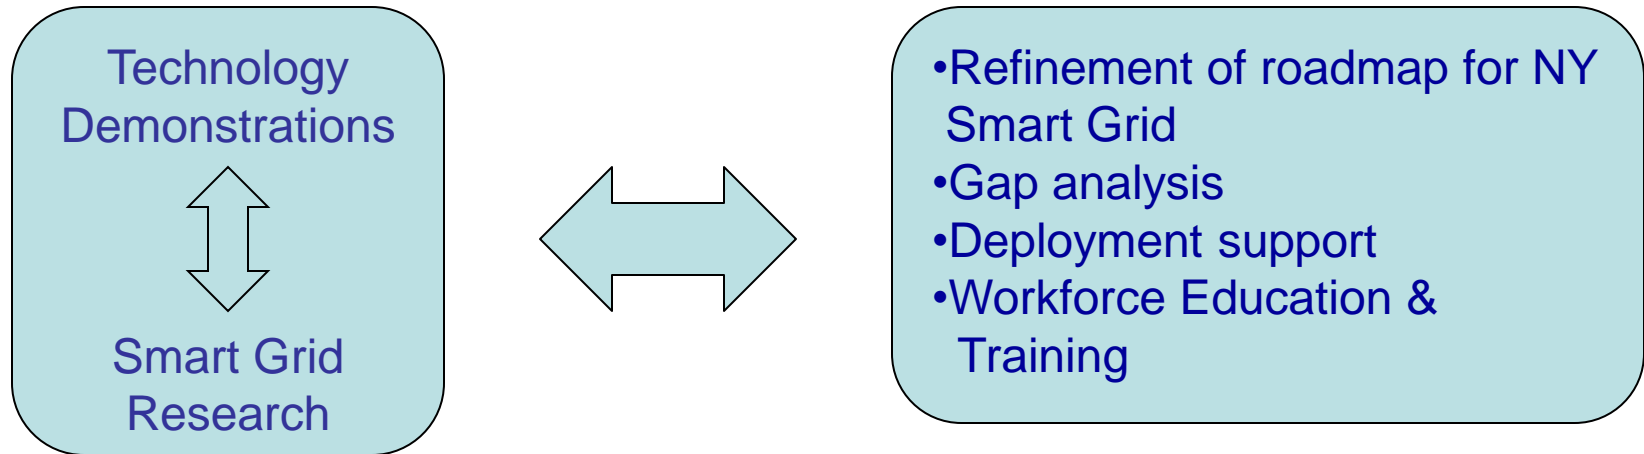 Technology
Demonstrations
Smart Grid
Research
•Refinement of roadmap for NY
Smart Grid
•Gap analysis
•Deployment support
•Workforce Education &
Training